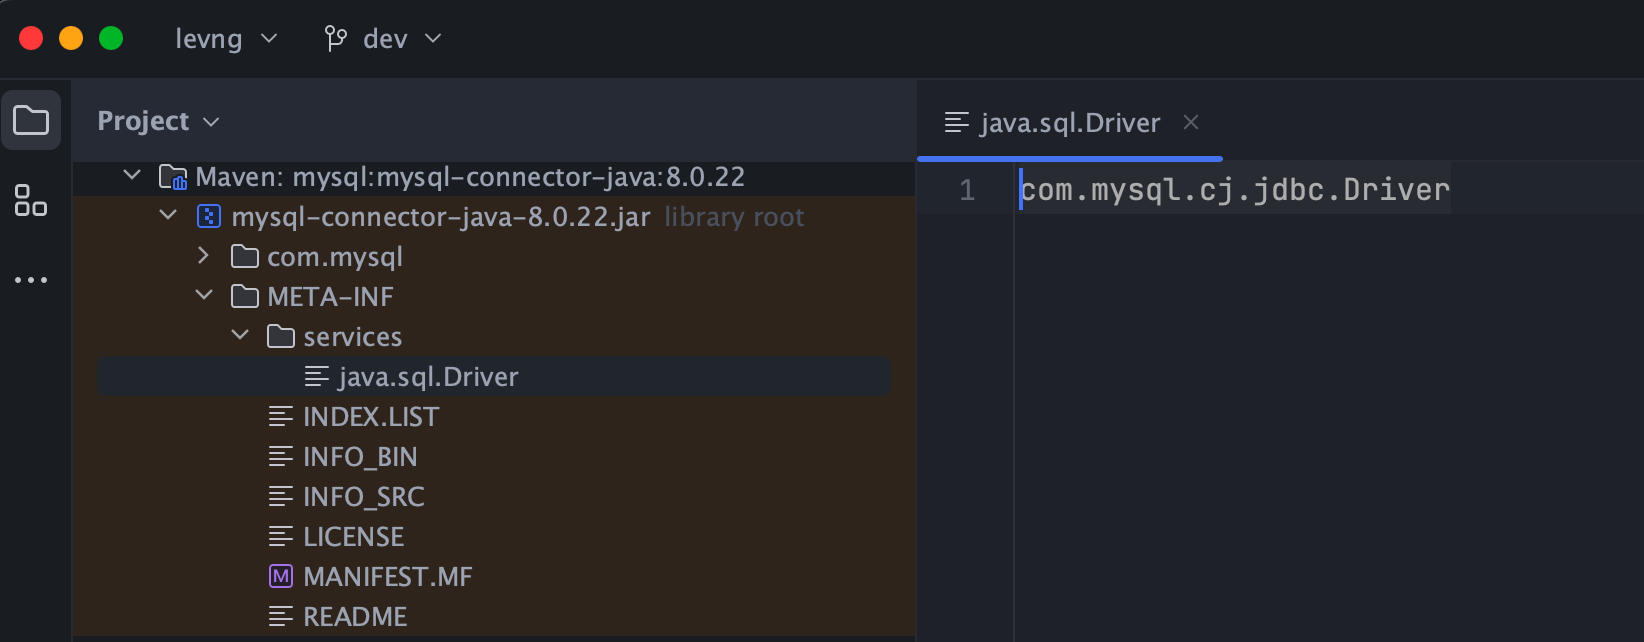 levng dev
Project
Maven: mysql:mysql-connector-java:8.0.22
mysql-connector-java-8.0.22.jar library root
com.mysql
META-INF
services
java.sql.Driver
INDEX.LIST
INFO_BIN
INFO_SRC
LICENSE
MANIFEST.MF
README
java.sql.Driver
1 com.mysql.cj.jdbc.Driver